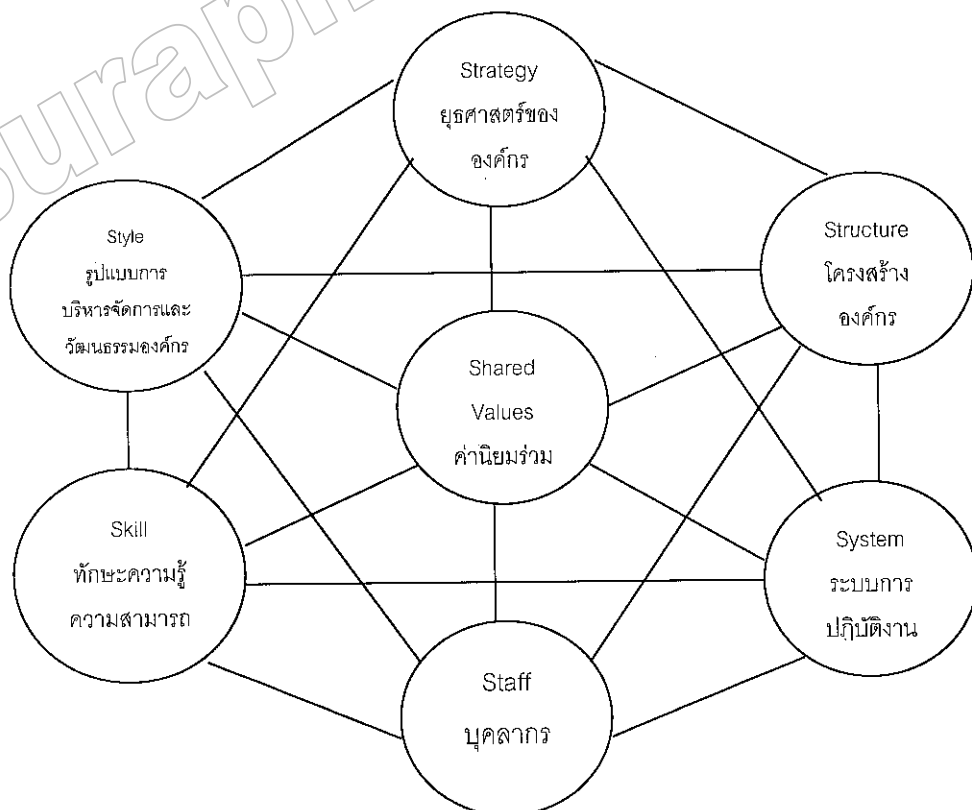 Strategy
ยุธศาสตร์ของ
องค์กร
Style
รูปแบบการ
บริหารจัดการและ
วัฒนธรรมองค์กร
Structure
โครงสร้าง
องค์กร
Shared
Values
ค่านิยมร่วม
Skill
ทักษะความรู้
ความสามารถ
System
ระบบการ
ปฏิบัติงาน
Staff
บุคลากร